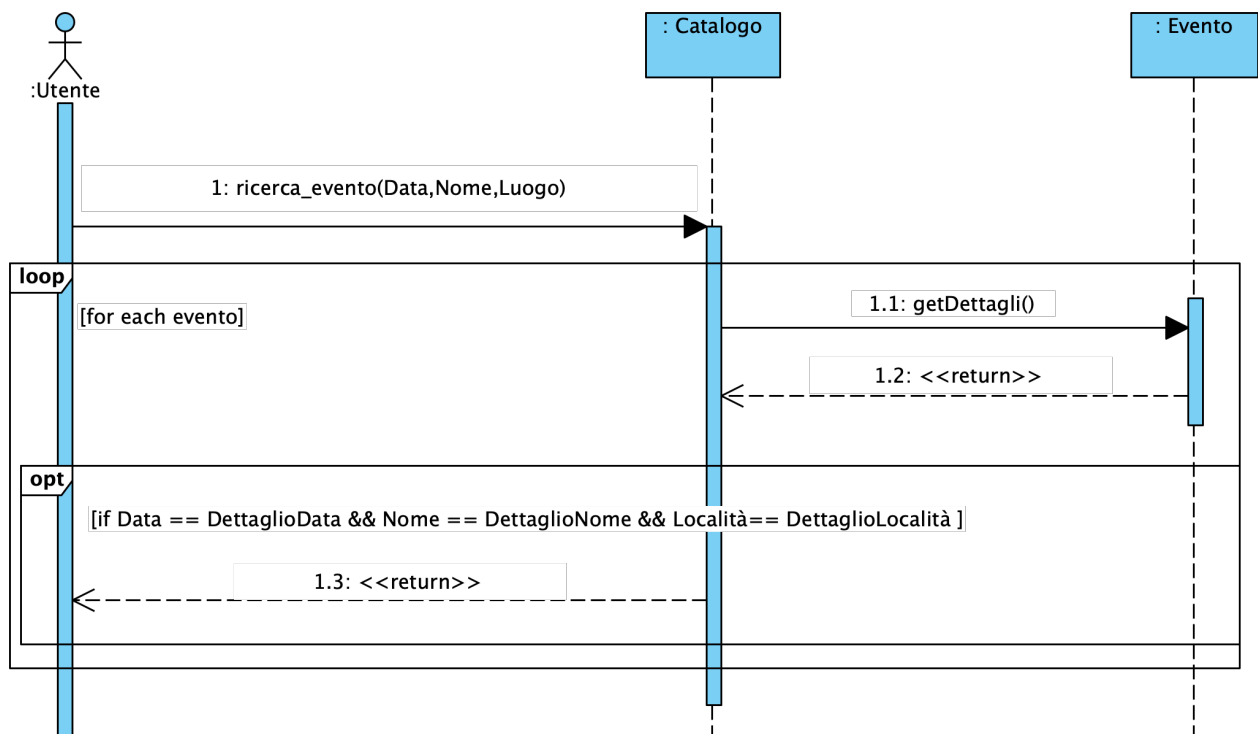 : Catalogo
: Evento
:Utente
1: ricerca_evento(Data,Nome,Luogo)
loop
[for each evento]
1.1: getDettagli()
1.2: <<return>>
opt
[if Data == DettaglioData && Nome == DettaglioNome && Località== DettaglioLocalità ]
1.3: <<return>>